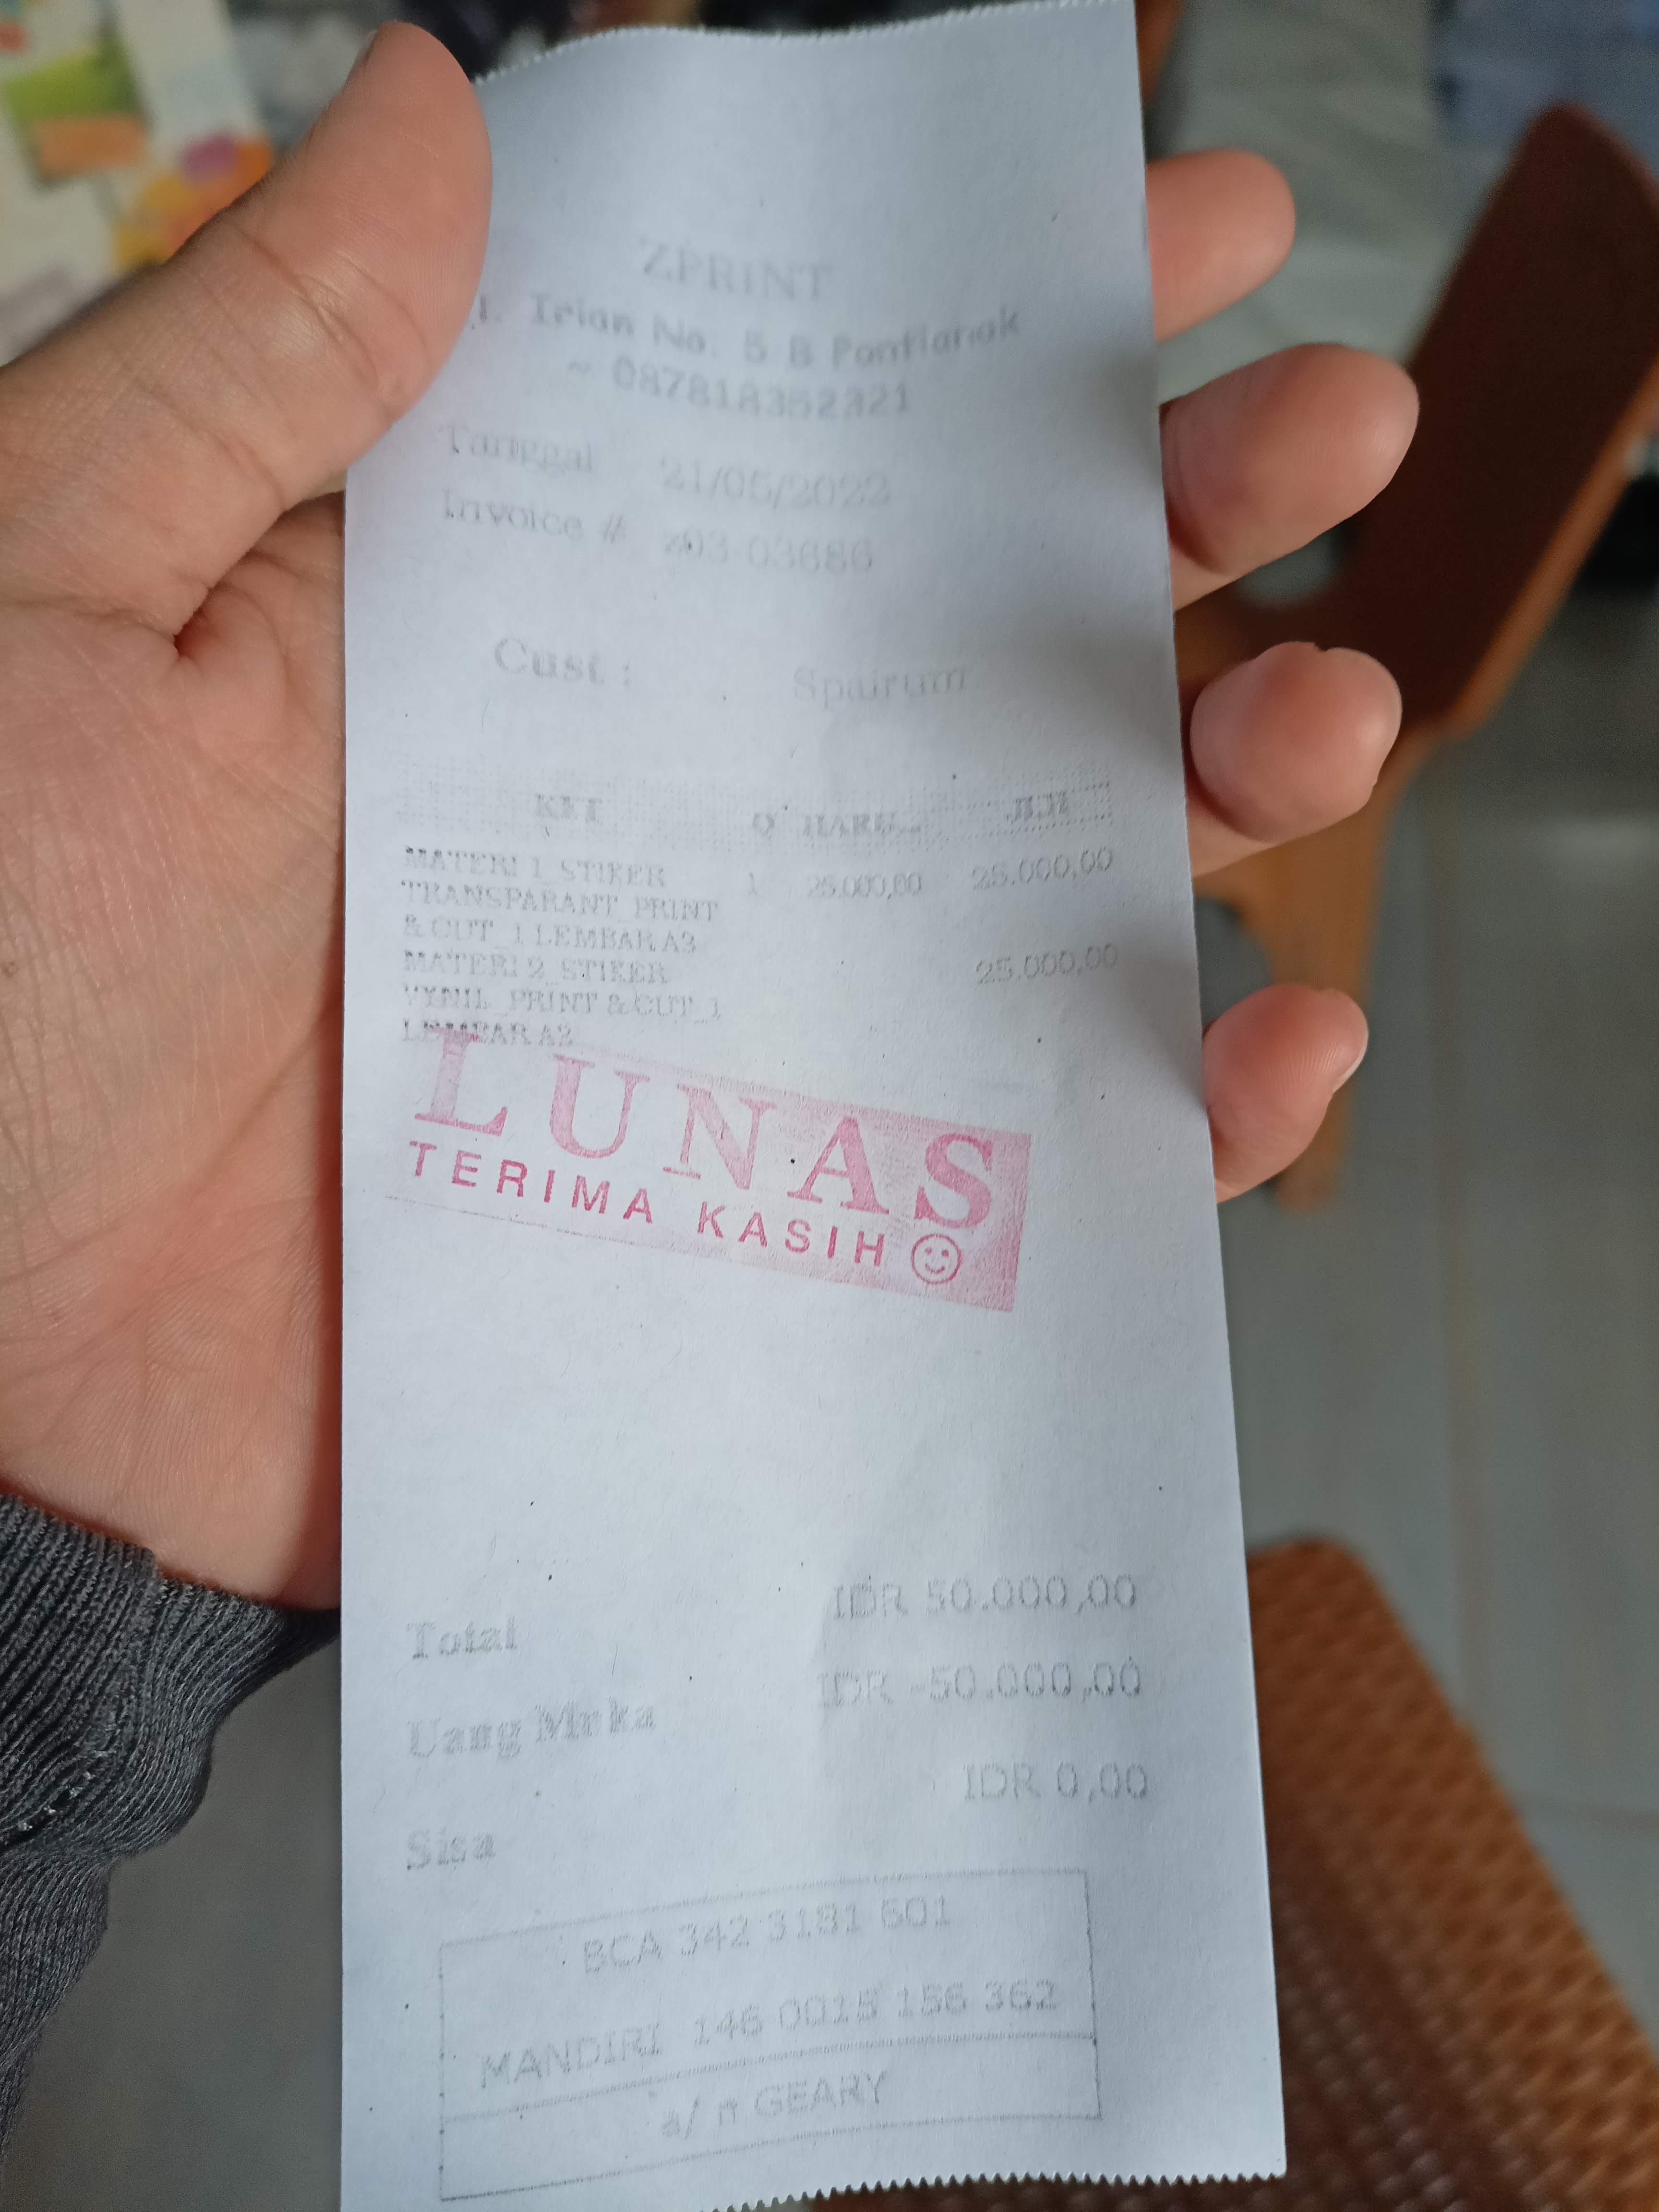 ZPRINT
l. Irian No. 5 B Pontianak
~ 087818352321
Tanggal 21/05/2022
Invoice # z03-03686
Cust : Spairum
KET Q HARG... JLH
MATERI 1_STIKER 1 25.000,00 25.000,00
TRANSPARANT_PRINT
& CUT_1 LEMBAR A3
MATERI 2_STIKER 25.000,00
VYNIL_PRINT & CUT_1
LEMBAR A3
LUNAS
TERIMA KASIH
Total IDR 50.000,00
Uang Muka IDR -50.000,00
Sisa IDR 0,00
BCA 342 3181 601
MANDIRI 146 0015 156 362
a/n GEARY